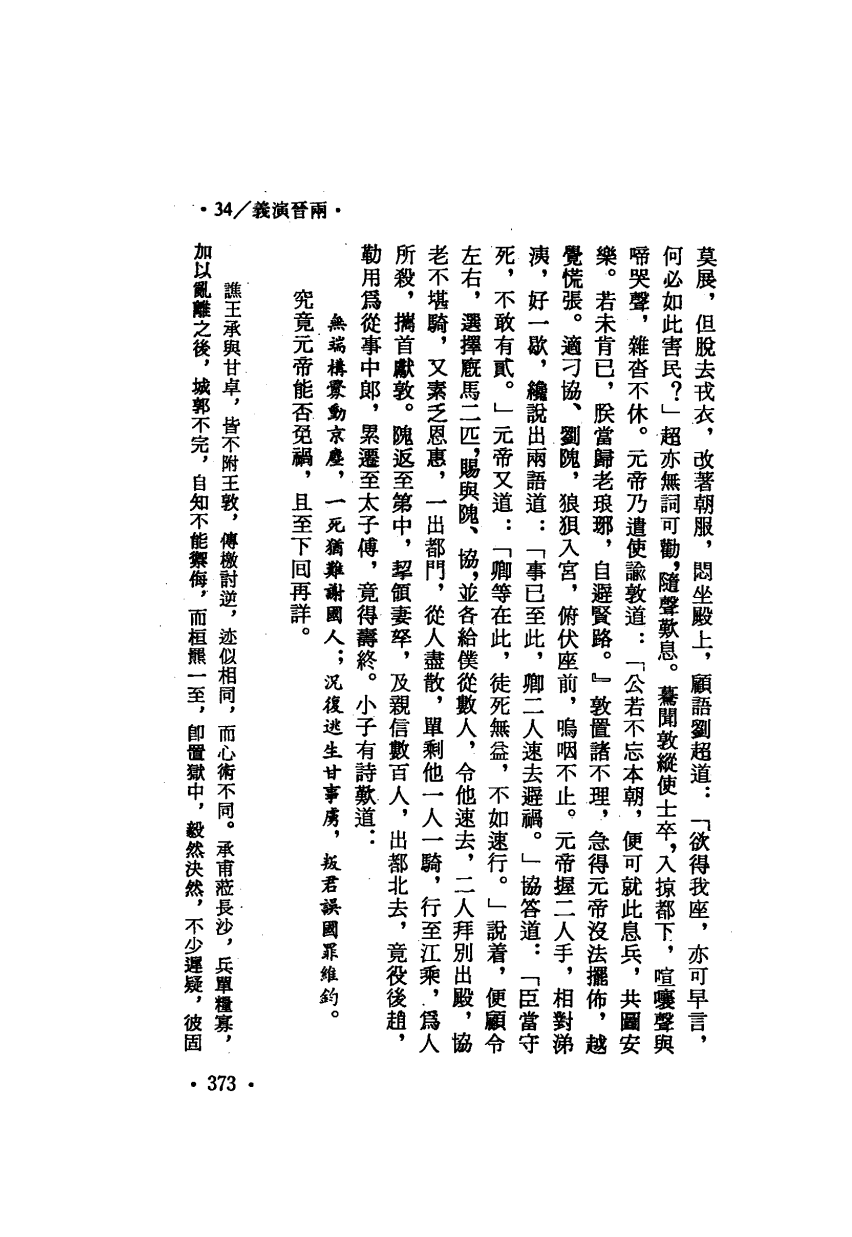 ·34／義演晉兩·
莫展，但脫去戎衣，改著朝服，悶坐殿上，顧語劉超道：「欲得我座，亦可早言，
何必如此害民？」超亦無詞可勸，隨聲歎息。驀聞敦縱使士卒，入掠都下，喧嚷聲與
啼哭聲，雜沓不休。元帝乃遣使諭敦道：「公若不忘本朝，便可就此息兵，共圖安
樂。若未肯已，朕當歸老琅琊，自避賢路。』敦置諸不理，急得元帝沒法擺佈，越
覺慌張。適刁協、劉隗，狼狽入宮，俯伏座前，嗚咽不止。元帝握二人手，相對涕
洟，好一歇，纔說出兩語道：「事已至此，卿二人速去避禍。」協答道：「臣當守
死，不敢有貳。」元帝又道：「卿等在此，徒死無益，不如速行。」說着，便顧令
左右，選擇廐馬二匹，賜與隗、協，並各給僕從數人，令他速去，二人拜別出殿，協
老不堪騎，又素乏恩惠，一出都門，從人盡散，單剩他一人一騎，行至江乘，爲人
所殺，攜首獻敦。隗返至第中，挈領妻孥，及親信數百人，出都北去，竟役後趙，
勒用爲從事中郎，累遷至太子傅，竟得壽終。小子有詩歎道：
無端構釁動京塵，一死猶難謝國人；況復逃生甘事虜，叛君誤國罪維鈞。
究竟元帝能否免禍，且至下回再詳。
譙王承與甘卓，皆不附王敦，傳檄討逆，迹似相同，而心術不同。承甫蒞長沙，兵單糧寡，
加以亂離之後，城郭不完，自知不能禦侮，而桓羆一至，卽置獄中，毅然決然，不少遲疑，彼固
·373·